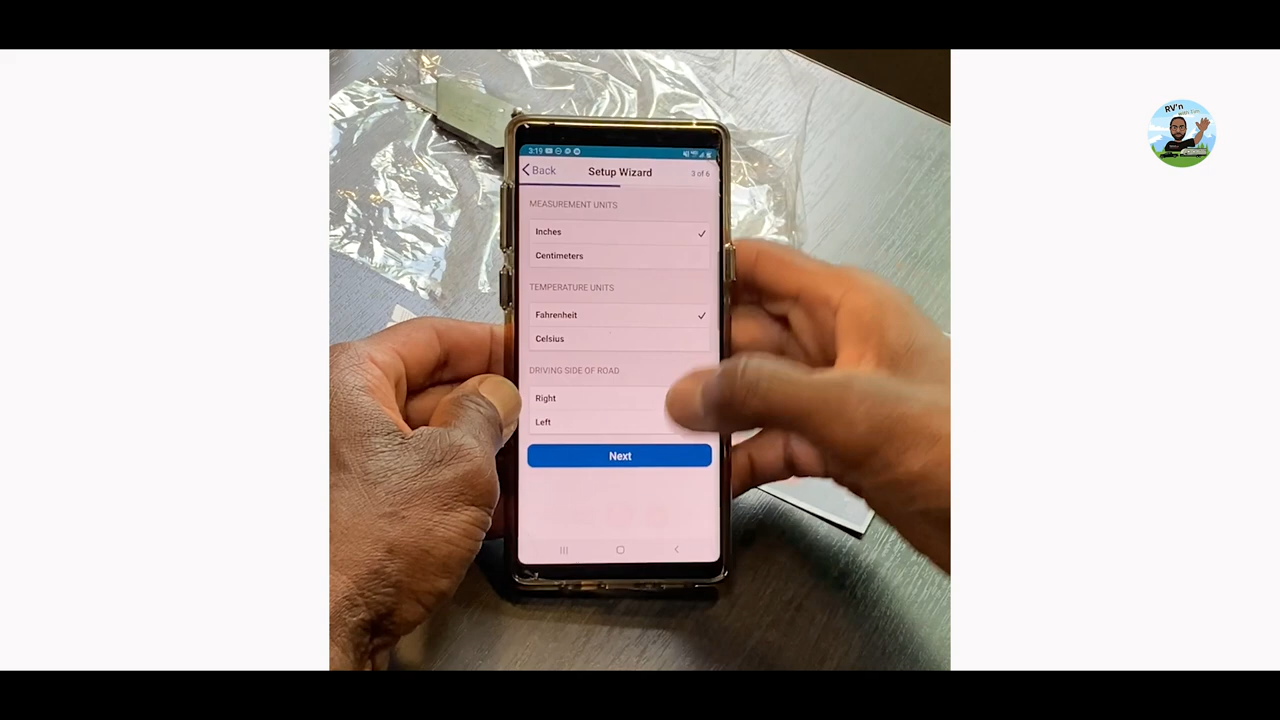 RV'n
3:19
Back
Setup Wizard
3 of 6
MEASUREMENT UNITS
Inches
Centimeters
TEMPERATURE UNITS
Fahrenheit
Celsius
DRIVING SIDE OF ROAD
Right
Left
Next